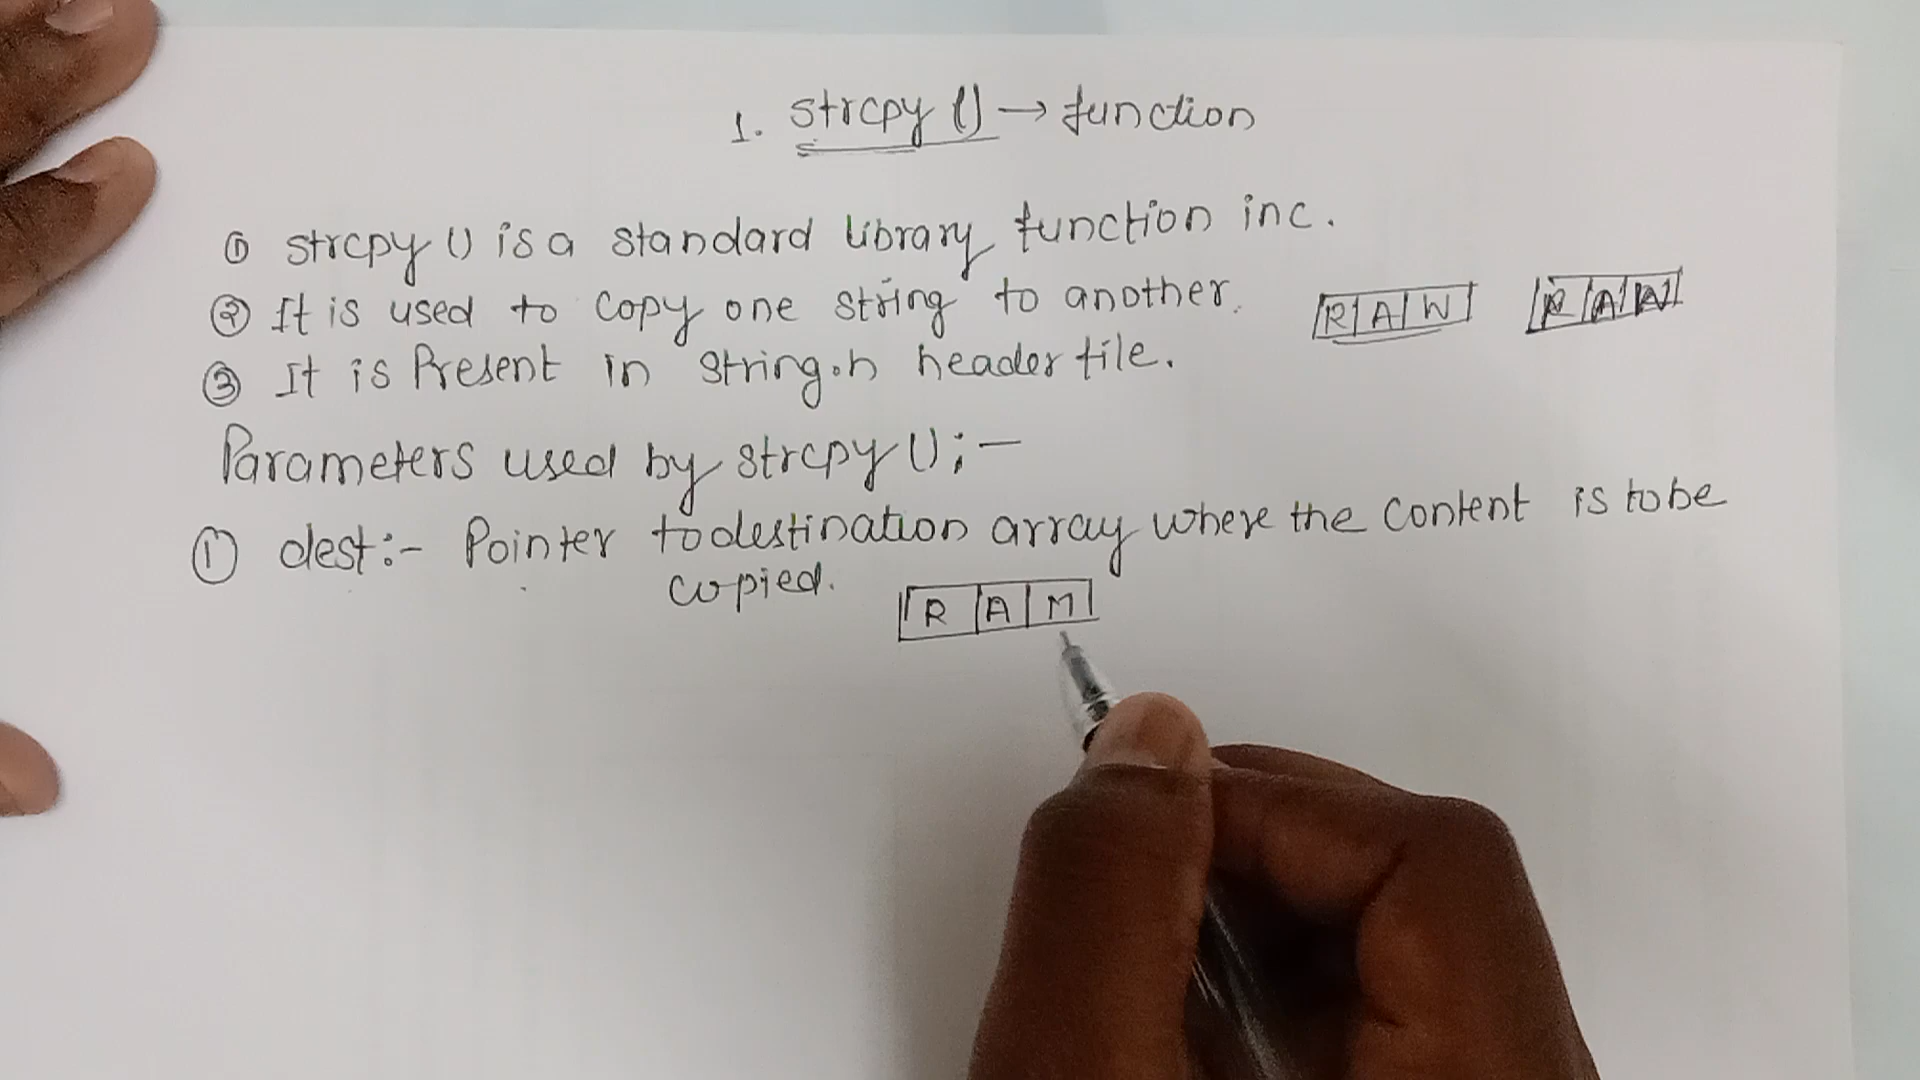 1. strcpy () → function
① strcpy () is a standard library function inc.
② It is used to copy one string to another. R A W R A W
③ It is Present in string.h header file.
Parameters used by strcpy () ;-
① dest:- Pointer to destination array where the content is to be
copied. R A M